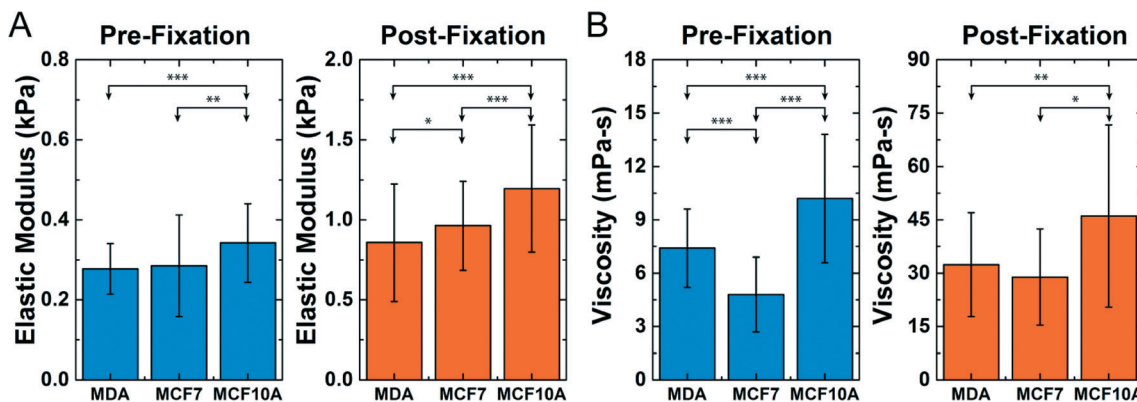 A
Pre-Fixation
Elastic Modulus (kPa)
0.8
0.6
0.4
0.2
0.0
***
**
MDA MCF7 MCF10A
Post-Fixation
Elastic Modulus (kPa)
2.0
1.5
1.0
0.5
0.0
***
***
*
MDA MCF7 MCF10A
B
Pre-Fixation
Viscosity (mPa-s)
18
15
12
9
6
3
0
***
***
***
MDA MCF7 MCF10A
Post-Fixation
Viscosity (mPa-s)
90
75
60
45
30
15
0
**
*
MDA MCF7 MCF10A